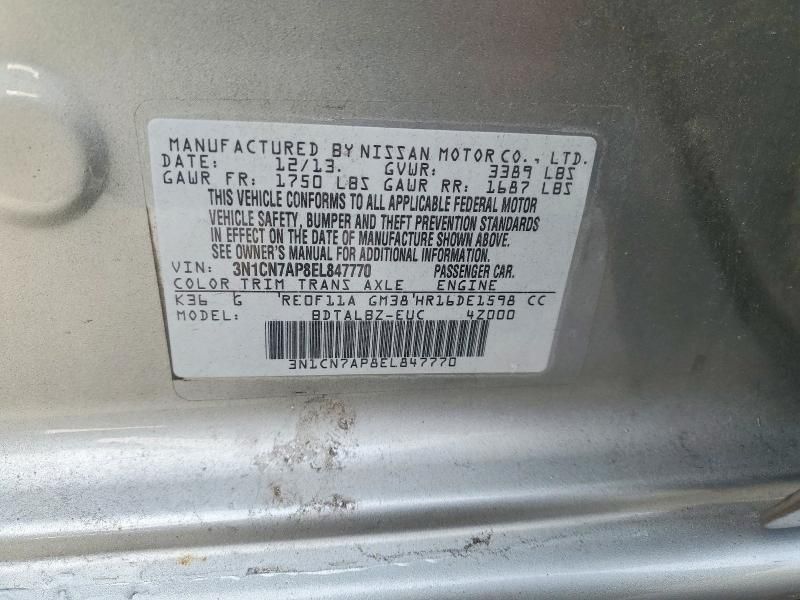 MANUFACTURED BY NISSAN MOTOR CO., LTD.
DATE: 12/13. GVWR: 3389 LBS
GAWR FR: 1750 LBS GAWR RR: 1687 LBS
THIS VEHICLE CONFORMS TO ALL APPLICABLE FEDERAL MOTOR
VEHICLE SAFETY, BUMPER AND THEFT PREVENTION STANDARDS
IN EFFECT ON THE DATE OF MANUFACTURE SHOWN ABOVE.
SEE OWNER'S MANUAL FOR ADDITIONAL INFORMATION.
VIN: 3N1CN7AP8EL847770 PASSENGER CAR.
COLOR TRIM TRANS AXLE ENGINE
K36 G 'RE0F11A GM38'HR16DE1598 CC
MODEL: BDTALBZ-EUC 4Z000
3N1CN7AP8EL847770